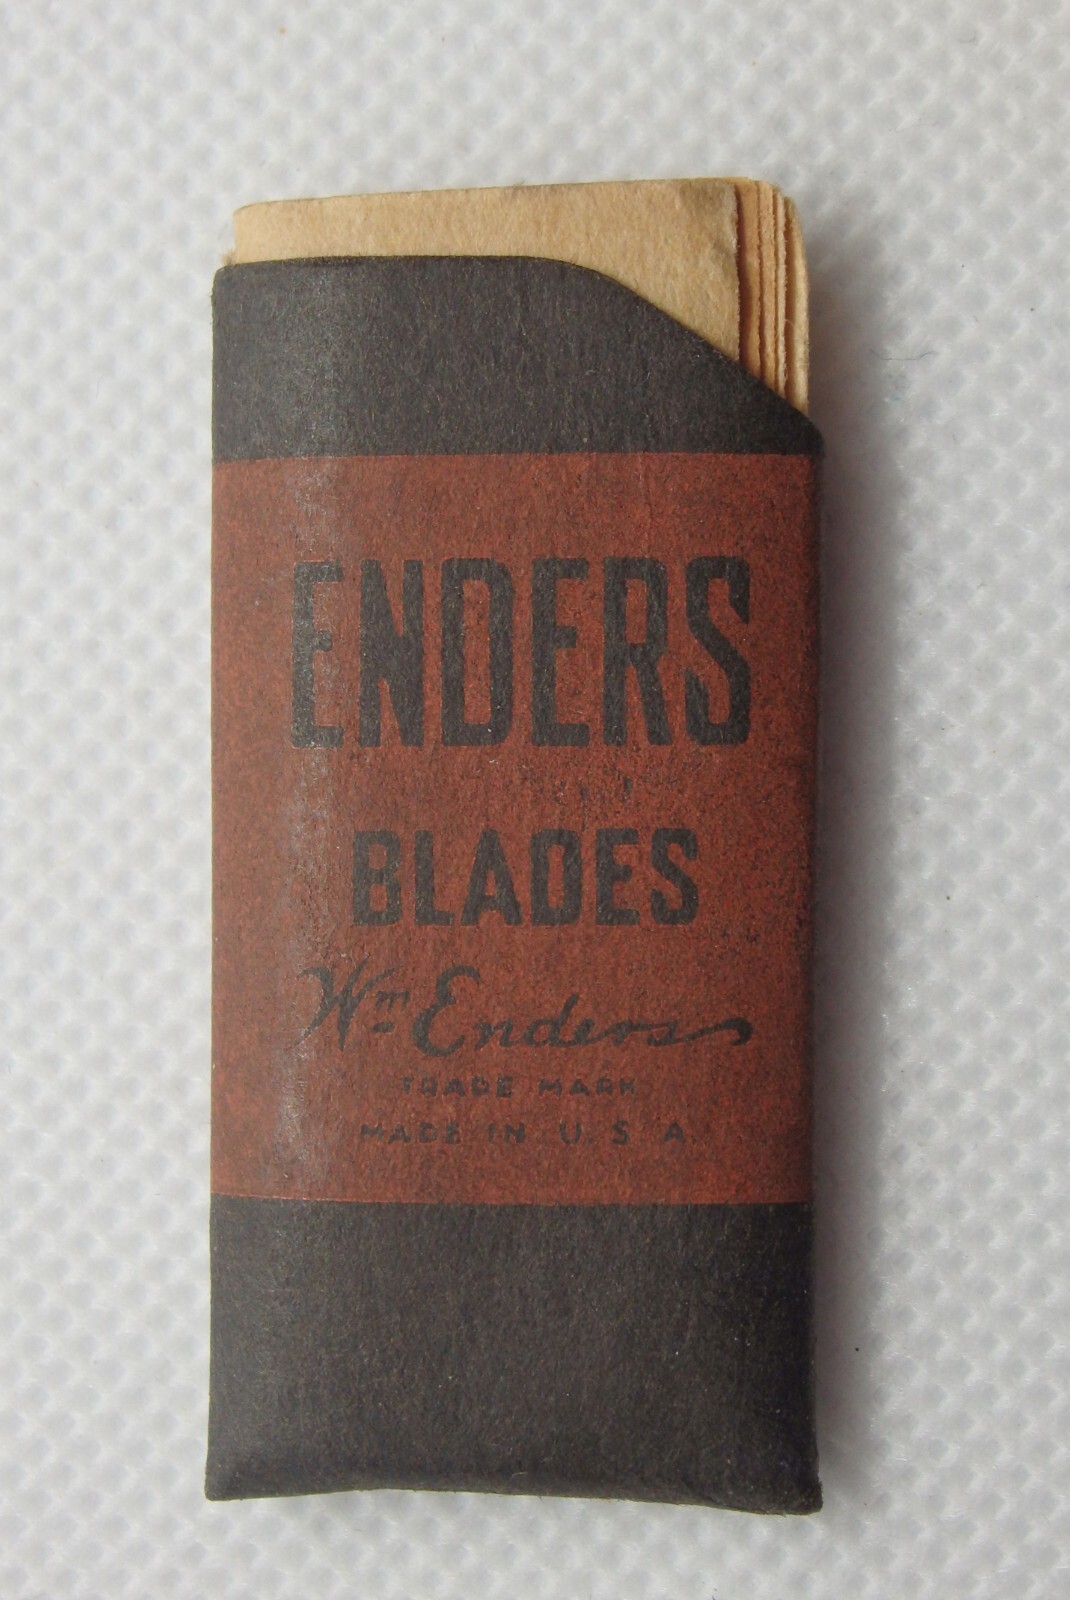 ENDERS
BLADES
Wm Enders
TRADE MARK
MADE IN U.S.A.